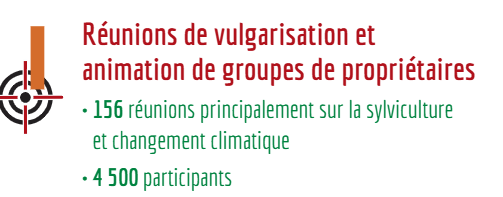 Réunions de vulgarisation et
animation de groupes de propriétaires
• 156 réunions principalement sur la sylviculture
et changement climatique
• 4 500 participants